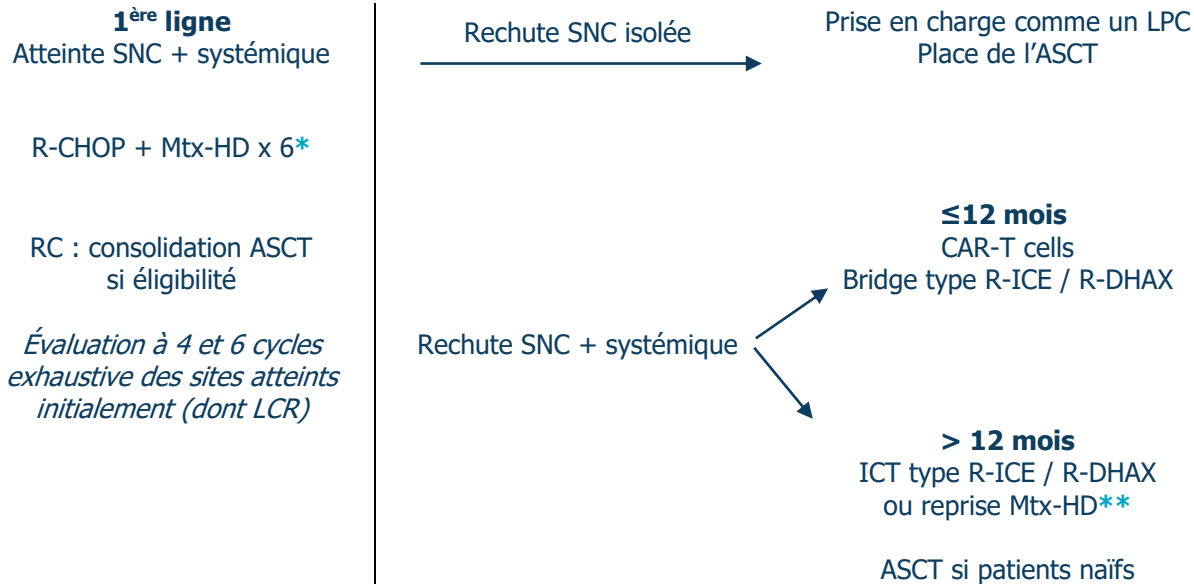 1ère ligne
Atteinte SNC + systémique
R-CHOP + Mtx-HD x 6*
RC : consolidation ASCT
si éligibilité
Évaluation à 4 et 6 cycles
exhaustive des sites atteints
initialement (dont LCR)
Rechute SNC isolée
Prise en charge comme un LPC
Place de l’ASCT
Rechute SNC + systémique
≤12 mois
CAR-T cells
Bridge type R-ICE / R-DHAX
> 12 mois
ICT type R-ICE / R-DHAX
ou reprise Mtx-HD**
ASCT si patients naïfs